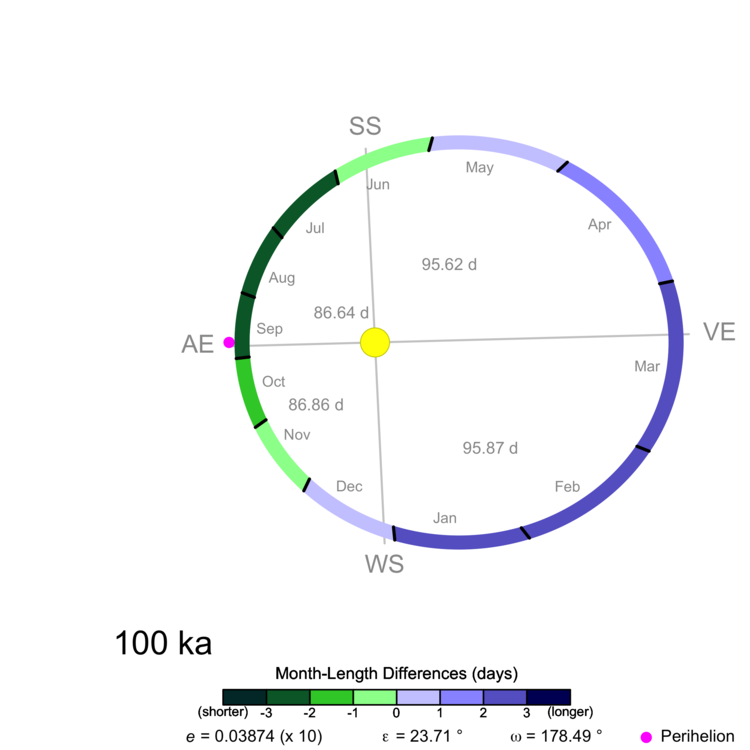 SS
May
Jun
Apr
Jul
95.62 d
Aug
86.64 d
Sep
AE
VE
Mar
Oct
86.86 d
Nov
95.87 d
Dec
Feb
Jan
WS
100 ka
Month-Length Differences (days)
(shorter) -3 -2 -1 0 1 2 3 (longer)
e = 0.03874 (x 10) ε = 23.71 ° ω = 178.49 ° Perihelion